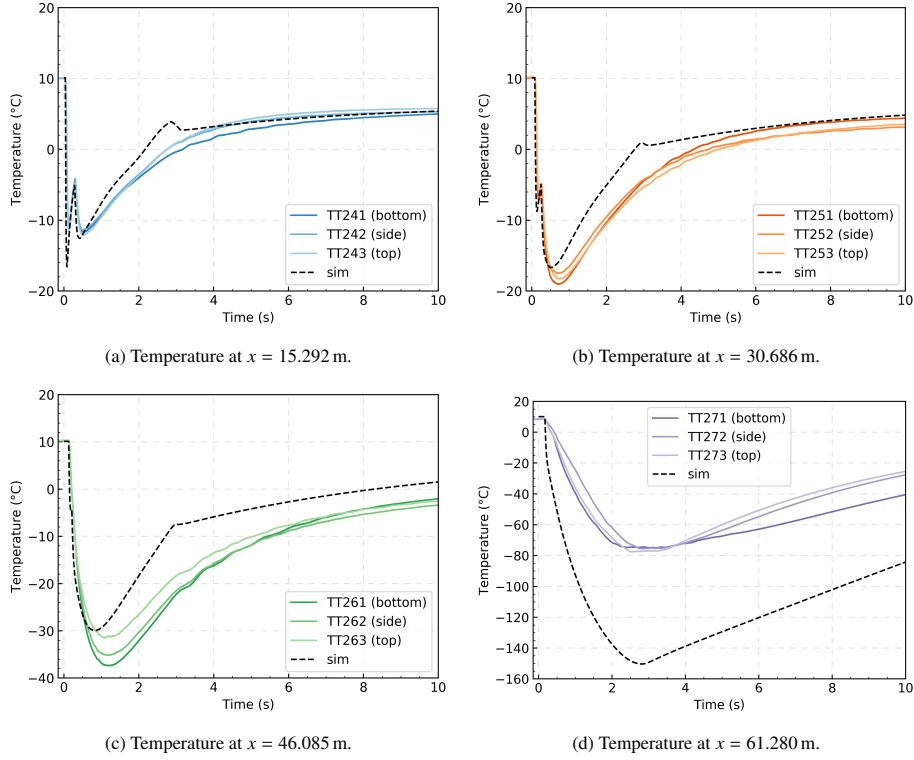 20
10
0
−10
−20
Temperature (°C)
0
2
4
6
8
10
Time (s)
TT241 (bottom)
TT242 (side)
TT243 (top)
sim
(a) Temperature at x = 15.292 m.
20
10
0
−10
−20
Temperature (°C)
0
2
4
6
8
10
Time (s)
TT251 (bottom)
TT252 (side)
TT253 (top)
sim
(b) Temperature at x = 30.686 m.
20
10
0
−10
−20
−30
−40
Temperature (°C)
0
2
4
6
8
10
Time (s)
TT261 (bottom)
TT262 (side)
TT263 (top)
sim
(c) Temperature at x = 46.085 m.
20
0
−20
−40
−60
−80
−100
−120
−140
−160
Temperature (°C)
0
2
4
6
8
10
Time (s)
TT271 (bottom)
TT272 (side)
TT273 (top)
sim
(d) Temperature at x = 61.280 m.